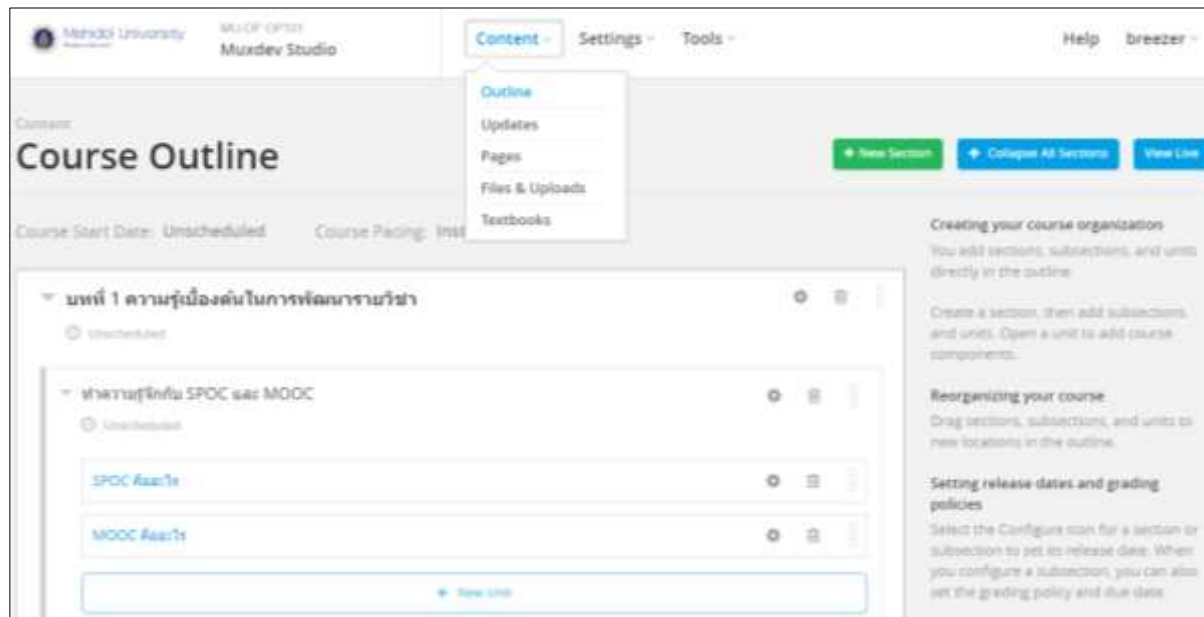 Mahidol University
Muxdev Studio
Content
Settings
Tools
Help
breezer
Outline
Updates
Pages
Files & Uploads
Textbooks
Content
Course Outline
New Section
Collapse All Sections
View Live
Course Start Date: Unscheduled
Course Pacing:
บทที่ 1 ความรู้เบื้องต้นในการพัฒนารายวิชา
Unscheduled
ทำความรู้จักกับ SPOC และ MOOC
Unscheduled
SPOC คืออะไร
MOOC คืออะไร
New Unit
Creating your course organization
You add sections, subsections, and units
directly in the outline.
Create a section, then add subsections
and units. Open a unit to add course
components.
Reorganizing your course
Drag sections, subsections, and units to
new locations in the outline.
Setting release dates and grading
policies
Select the Configure icon for a section or
subsection to set its release date. When
you configure a subsection, you can also
set the grading policy and due date.